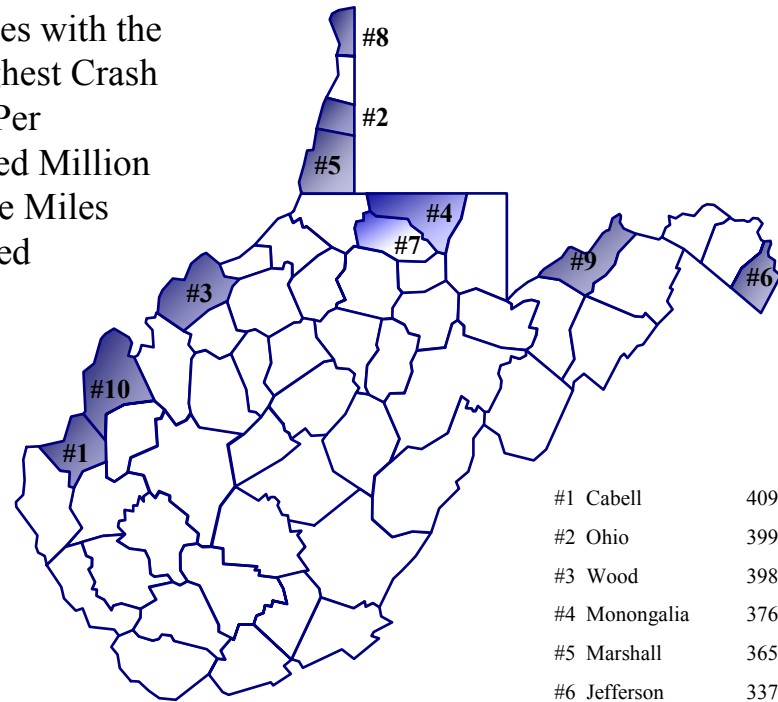 es with the
ghest Crash
Per
ed Million
e Miles
ed
#8
#2
#5
#4
#7
#9
#6
#3
#10
#1
#1 Cabell 409
#2 Ohio 399
#3 Wood 398
#4 Monongalia 376
#5 Marshall 365
#6 Jefferson 337